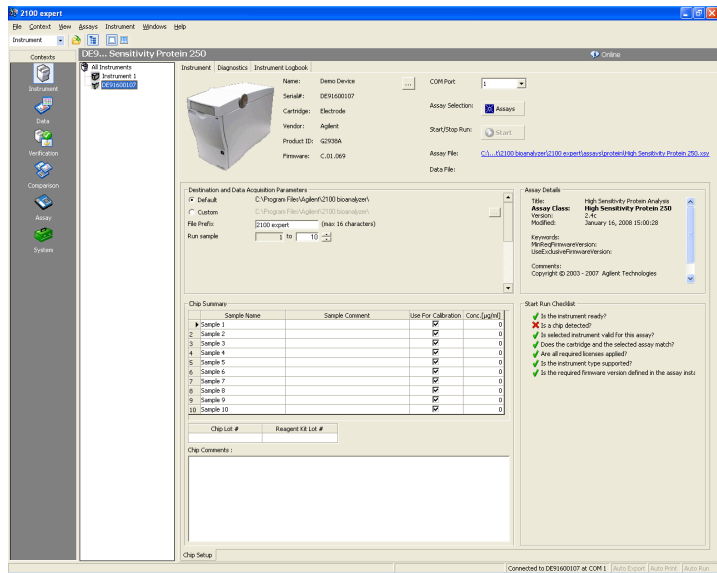 2100 expert
File Context View Assays Instrument Windows Help
Instrument
Contexts
Instrument
Data
Verification
Comparison
Assay
System
DE9... Sensitivity Protein 250
Online
All Instruments
Instrument 1
DE91600107
Instrument Diagnostics Instrument Logbook
Name: Demo Device ...
Serial#: DE91600107
Cartridge: Electrode
Vendor: Agilent
Product ID: G2938A
Firmware: C.01.069
COM Port 1
Assay Selection: Assays
Start/Stop Run: Start
Assay File: C:\...t\2100 bioanalyzer\2100 expert\assays\protein\High Sensitivity Protein 250.xsy
Data File:
Destination and Data Acquisition Parameters
Default C:\Program Files\Agilent\2100 bioanalyzer\
Custom C:\Program Files\Agilent\2100 bioanalyzer\ ...
File Prefix: 2100 expert (max 16 characters)
Run sample 1 to 10
Assay Details
Title: High Sensitivity Protein Analysis
Assay Class: High Sensitivity Protein 250
Version: 2.4c
Modified: January 16, 2008 15:00:28
Keywords:
MinReqFirmwareVersion:
UseExclusiveFirmwareVersion:
Comments:
Copyright © 2003 - 2007 Agilent Technologies
Chip Summary
Sample Name Sample Comment Use For Calibration Conc.[µg/ml]
Sample 1 0
2 Sample 2 0
3 Sample 3 0
4 Sample 4 0
5 Sample 5 0
6 Sample 6 0
7 Sample 7 0
8 Sample 8 0
9 Sample 9 0
10 Sample 10 0
Chip Lot # Reagent Kit Lot #
Chip Comments :
Start Run Checklist
Is the instrument ready?
Is a chip detected?
Is selected instrument valid for this assay?
Does the cartridge and the selected assay match?
Are all required licenses applied?
Is the instrument type supported?
Is the required firmware version defined in the assay insta
Chip Setup
Connected to DE91600107 at COM 1 Auto Export Auto Print Auto Run